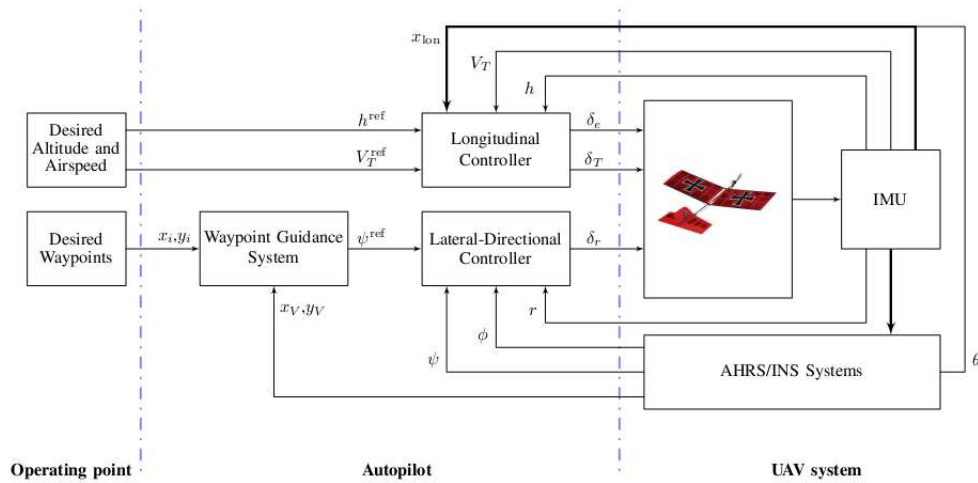 x_lon
V_T
h
Desired
Altitude and
Airspeed
h^ref
V_T^ref
Longitudinal
Controller
δ_e
δ_T
IMU
Desired
Waypoints
x_i,y_i
Waypoint Guidance
System
ψ^ref
Lateral-Directional
Controller
δ_r
x_V,y_V
r
ϕ
ψ
AHRS/INS Systems
θ
Operating point
Autopilot
UAV system